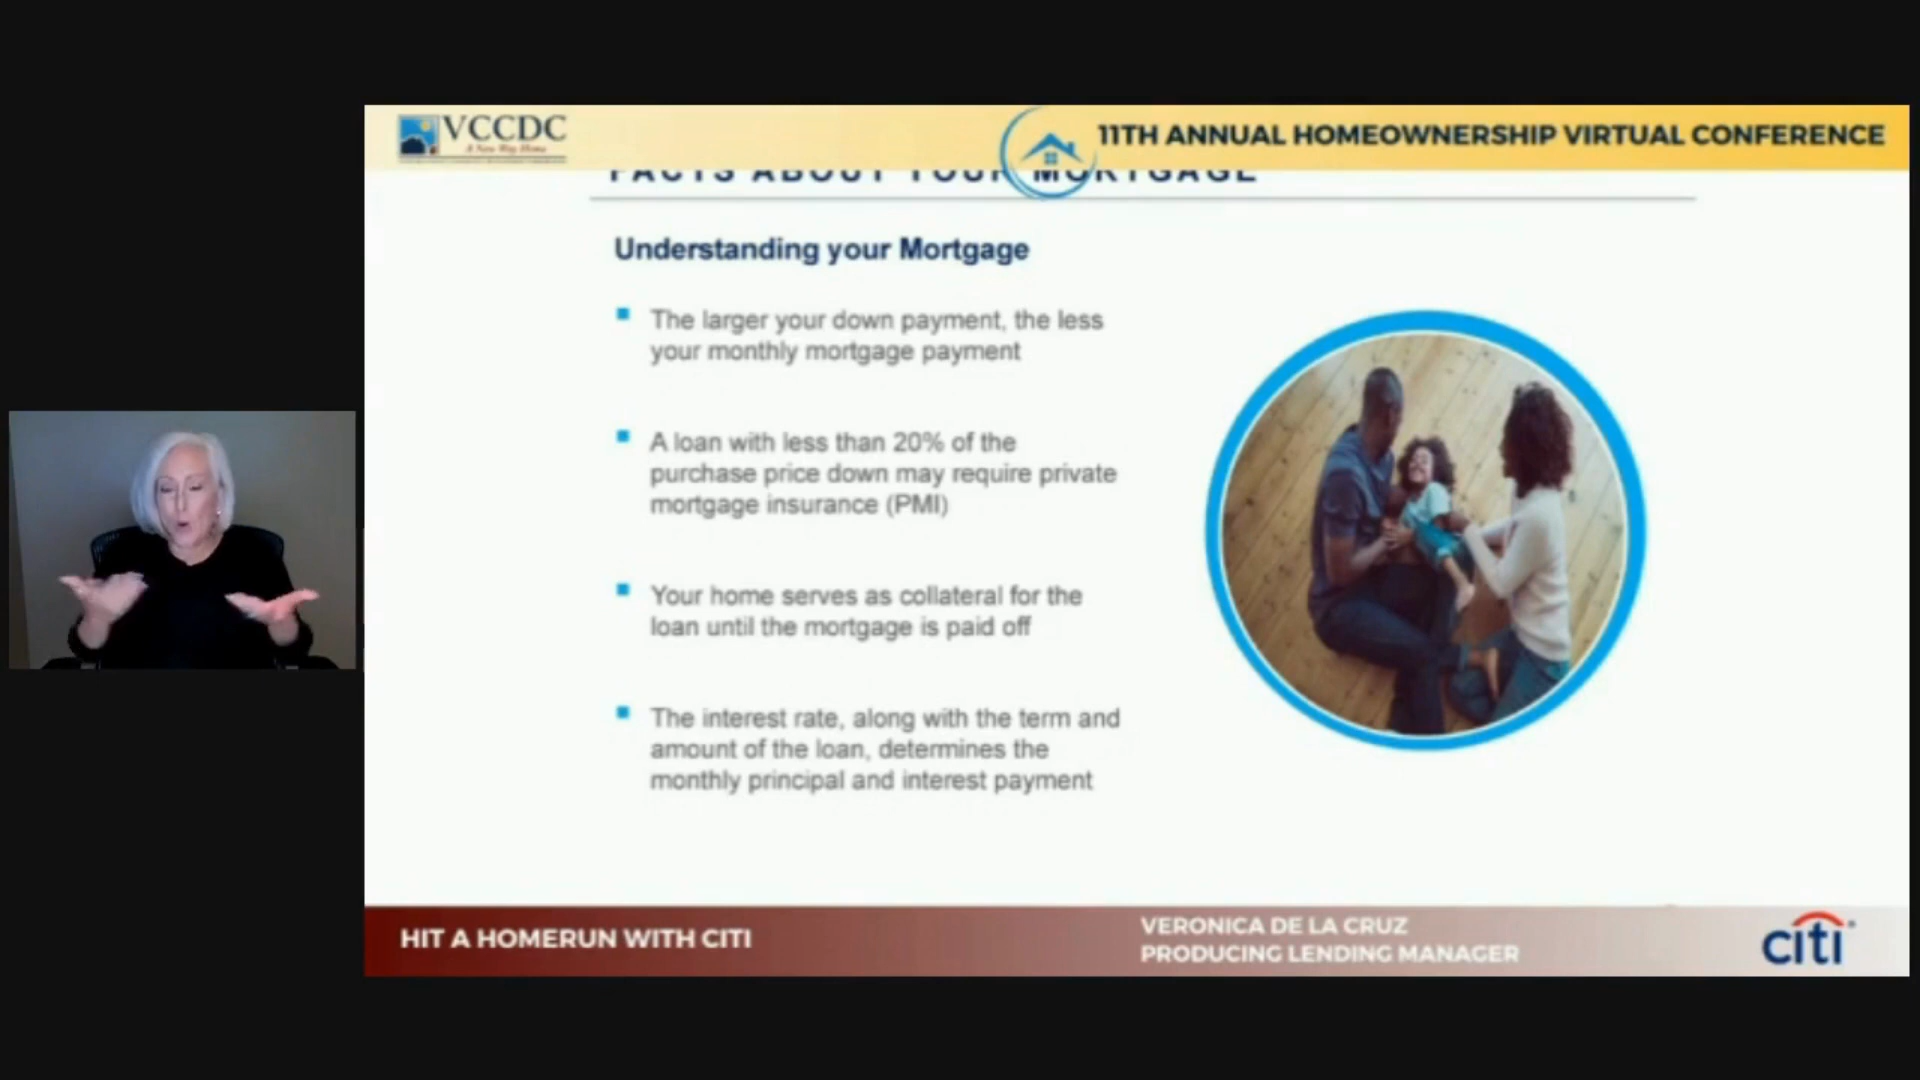 VCCDC
A New Way Home
11TH ANNUAL HOMEOWNERSHIP VIRTUAL CONFERENCE
FACTS ABOUT YOUR MORTGAGE
Understanding your Mortgage
The larger your down payment, the less
your monthly mortgage payment
A loan with less than 20% of the
purchase price down may require private
mortgage insurance (PMI)
Your home serves as collateral for the
loan until the mortgage is paid off
The interest rate, along with the term and
amount of the loan, determines the
monthly principal and interest payment
HIT A HOMERUN WITH CITI
VERONICA DE LA CRUZ
PRODUCING LENDING MANAGER
citi